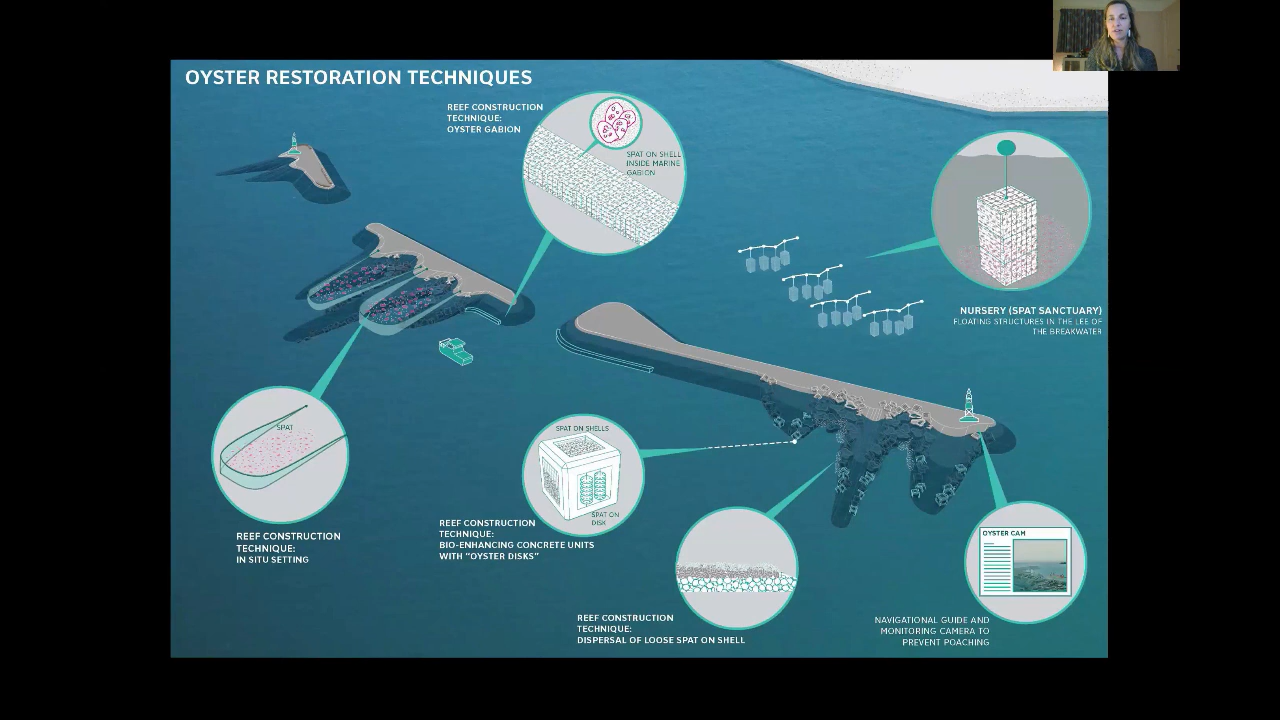 OYSTER RESTORATION TECHNIQUES
REEF CONSTRUCTION
TECHNIQUE:
OYSTER GABION
SPAT ON SHELL
INSIDE MARINE
GABION
NURSERY (SPAT SANCTUARY)
FLOATING STRUCTURES IN THE LEE OF
THE BREAKWATER
SPAT
REEF CONSTRUCTION
TECHNIQUE:
IN SITU SETTING
SPAT ON SHELLS
SPAT ON
DISK
REEF CONSTRUCTION
TECHNIQUE:
BIO-ENHANCING CONCRETE UNITS
WITH "OYSTER DISKS"
REEF CONSTRUCTION
TECHNIQUE:
DISPERSAL OF LOOSE SPAT ON SHELL
OYSTER CAM
NAVIGATIONAL GUIDE AND
MONITORING CAMERA TO
PREVENT POACHING